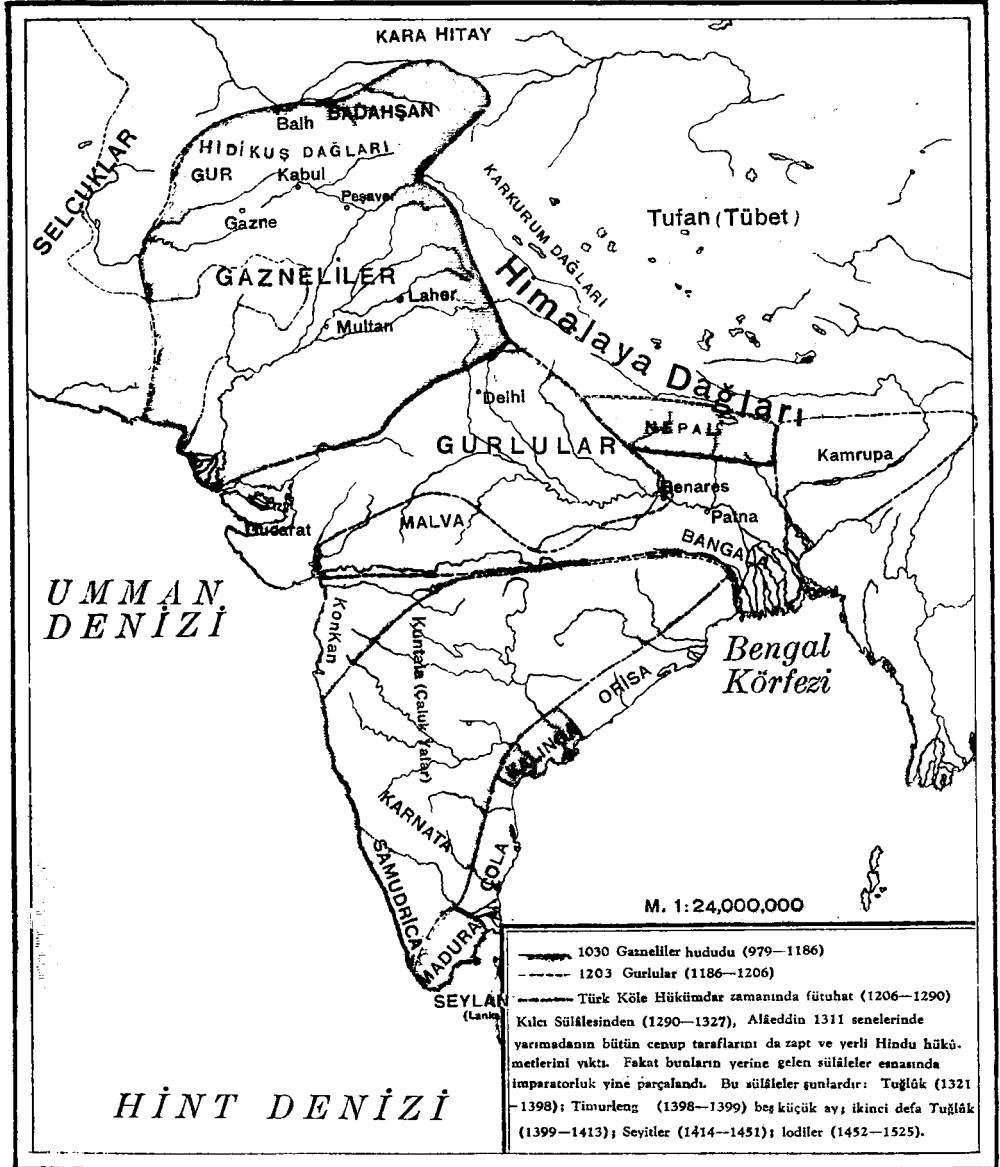 KARA HITAY
BADAHŞAN
Balh
HIDIKUŞ DAĞLARI
GUR
Kabul
Peşaver
Gazne
SELÇUKLAR
GAZNELİLER
Laher
Multan
KARKURUM DAĞLARI
Tufan (Tübet)
Himalaya Dağları
Delhi
NEPAL
GURLULAR
Kamrupa
Benares
Patna
MALVA
BANGALA
UMMAN
DENİZİ
Konkan
Kuntala (Çaluk Yalar)
Bengal
Körfezi
ORİSA
KALINGA
KARNATA
SAMUDRİCA
ÇOLA
MADURA
SEYLAN
(Lanka
HİNT DENİZİ
M. 1:24,000,000
1030 Gazneliler hududu (979—1186)
1203 Gurlular (1186—1206)
Türk Köle Hükümdar zamanında fütuhat (1206—1290)
Kılcı Sülâlesinden (1290—1327), Alâeddin 1311 senelerinde
yarımadanın bütün cenup taraflarını da zapt ve yerli Hindu hükû-
metlerini yıktı. Fakat bunların yerine gelen sülâleler esnasında
imparatorluk yine parçalandı. Bu sülâleler şunlardır: Tuğlûk (1321
–1398); Timurleng (1398—1399) beş küçük ay; ikinci defa Tuğlûk
(1399—1413); Seyitler (1414—1451); lodiler (1452—1525).